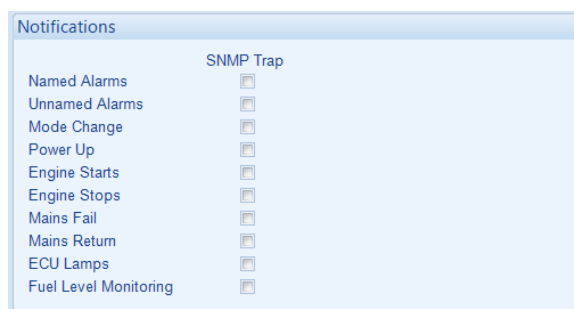 Notifications
SNMP Trap
Named Alarms
Unnamed Alarms
Mode Change
Power Up
Engine Starts
Engine Stops
Mains Fail
Mains Return
ECU Lamps
Fuel Level Monitoring